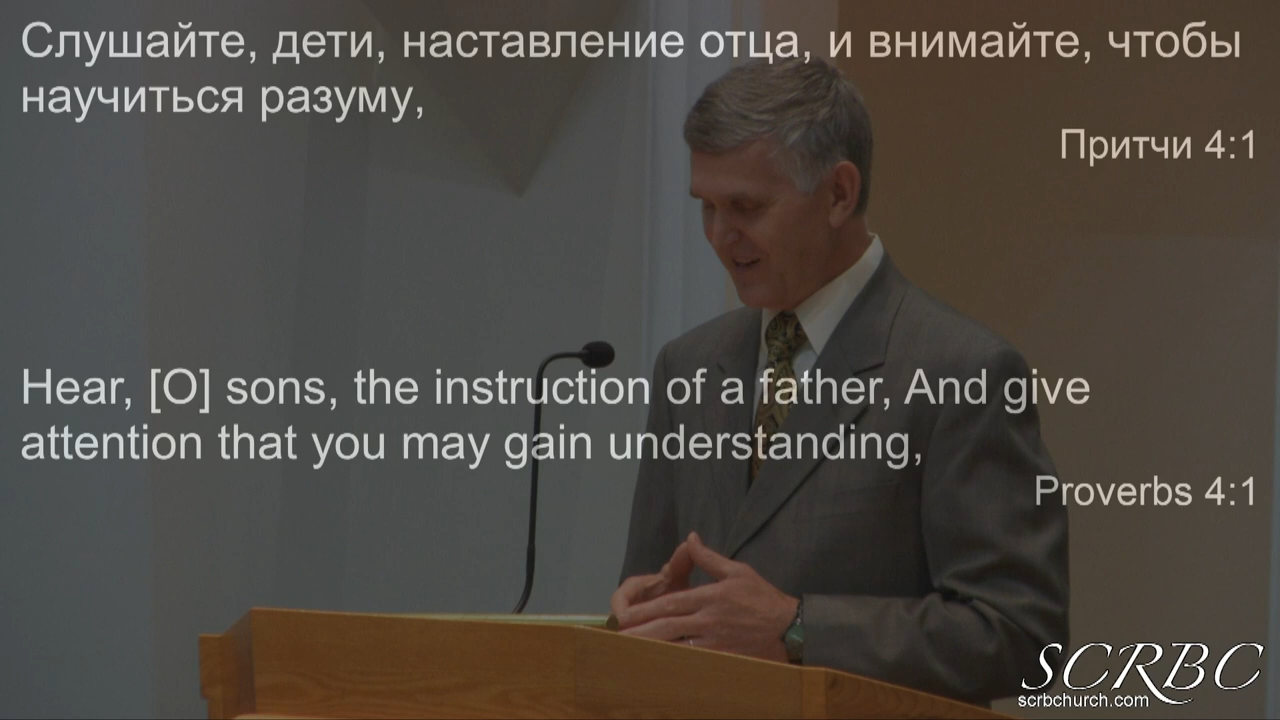 Слушайте, дети, наставление отца, и внимайте, чтобы
научиться разуму,
Притчи 4:1
Hear, [O] sons, the instruction of a father, And give
attention that you may gain understanding,
Proverbs 4:1
SCRBC
scrbchurch.com